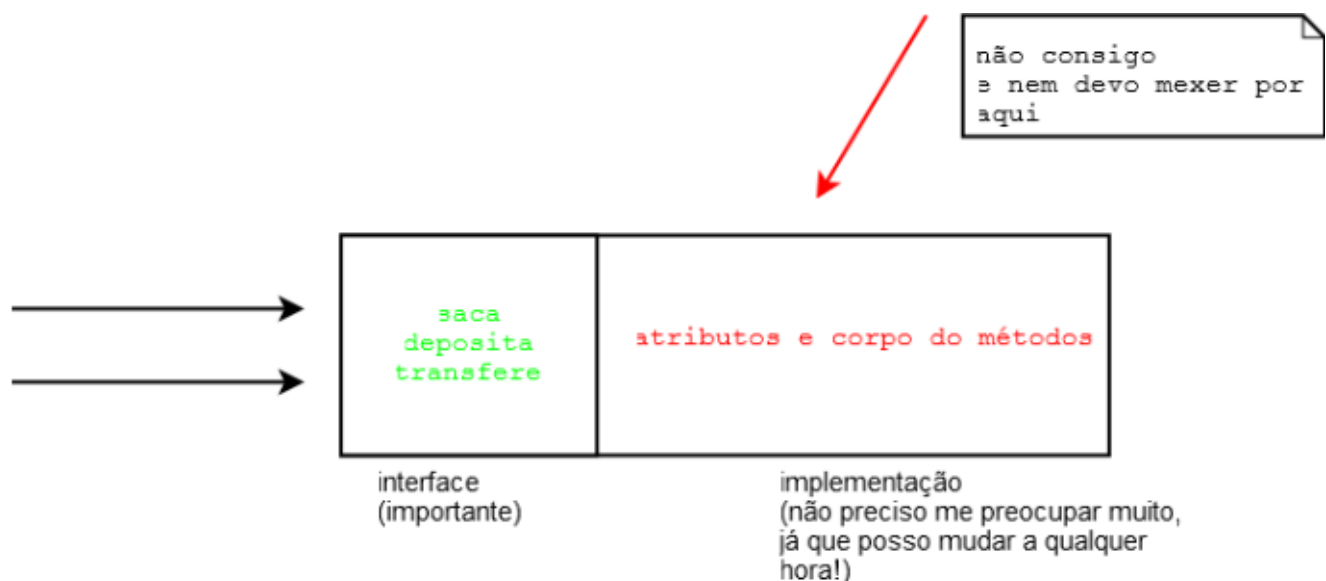 não consigo
e nem devo mexer por
aqui
saca
deposita
transfere
atributos e corpo do métodos
interface
(importante)
implementação
(não preciso me preocupar muito,
já que posso mudar a qualquer
hora!)